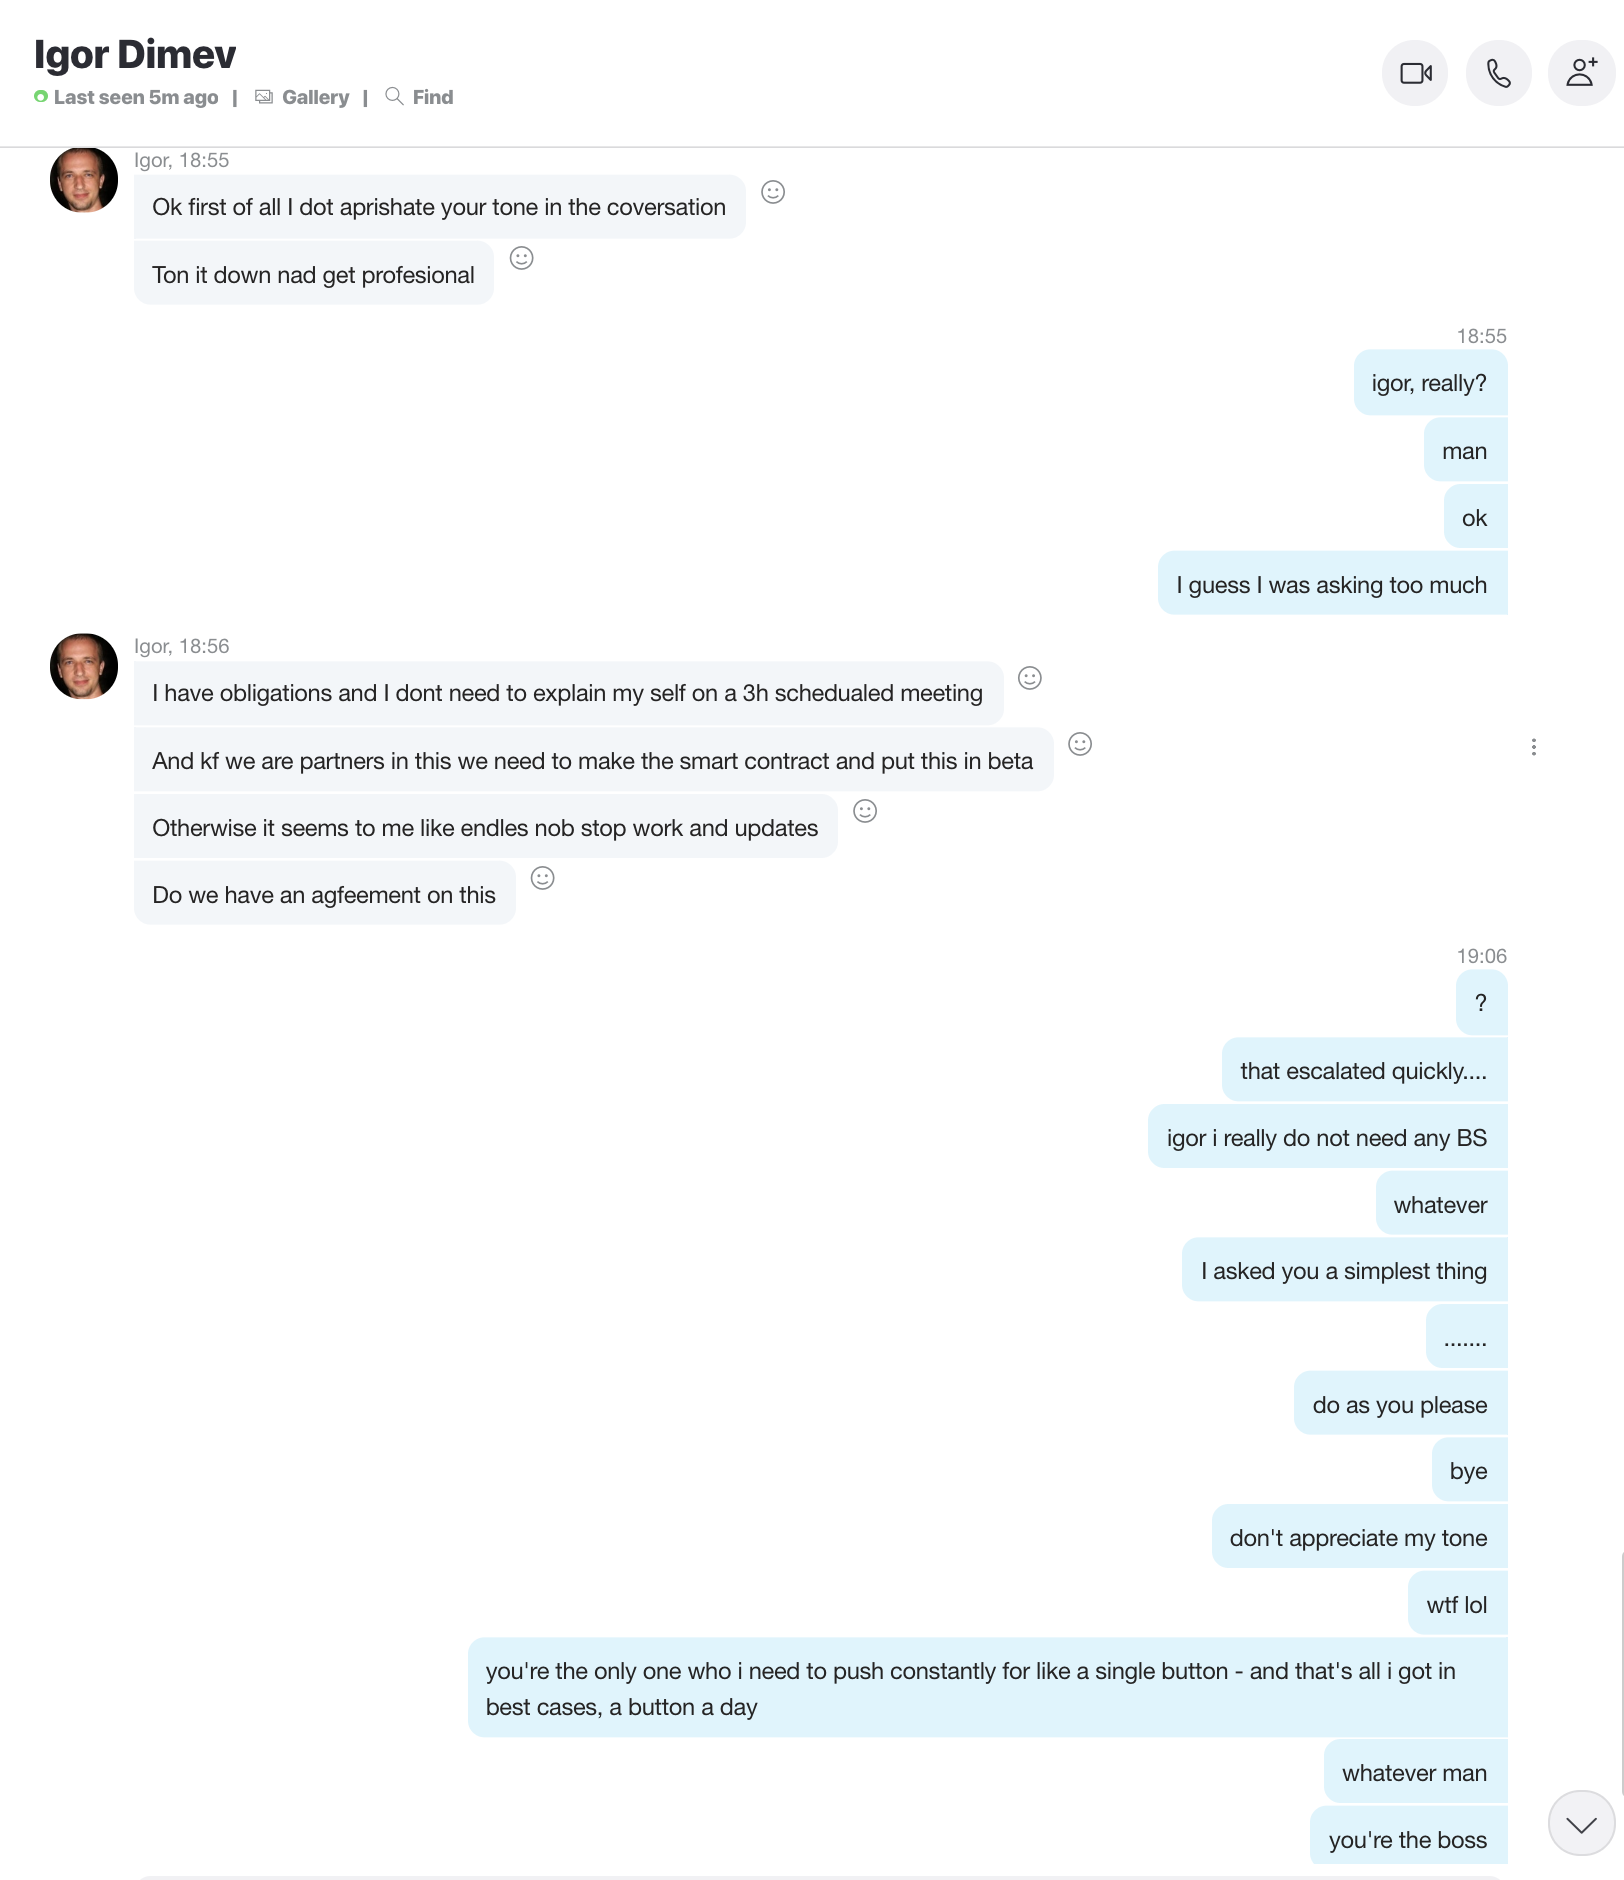 Igor Dimev
Last seen 5m ago | Gallery | Find
Igor, 18:55
Ok first of all I dot aprishate your tone in the coversation
Ton it down nad get profesional
18:55
igor, really?
man
ok
I guess I was asking too much
Igor, 18:56
I have obligations and I dont need to explain my self on a 3h schedualed meeting
And kf we are partners in this we need to make the smart contract and put this in beta
Otherwise it seems to me like endles nob stop work and updates
Do we have an agfeement on this
19:06
?
that escalated quickly....
igor i really do not need any BS
whatever
I asked you a simplest thing
.......
do as you please
bye
don't appreciate my tone
wtf lol
you're the only one who i need to push constantly for like a single button - and that's all i got in
best cases, a button a day
whatever man
you're the boss